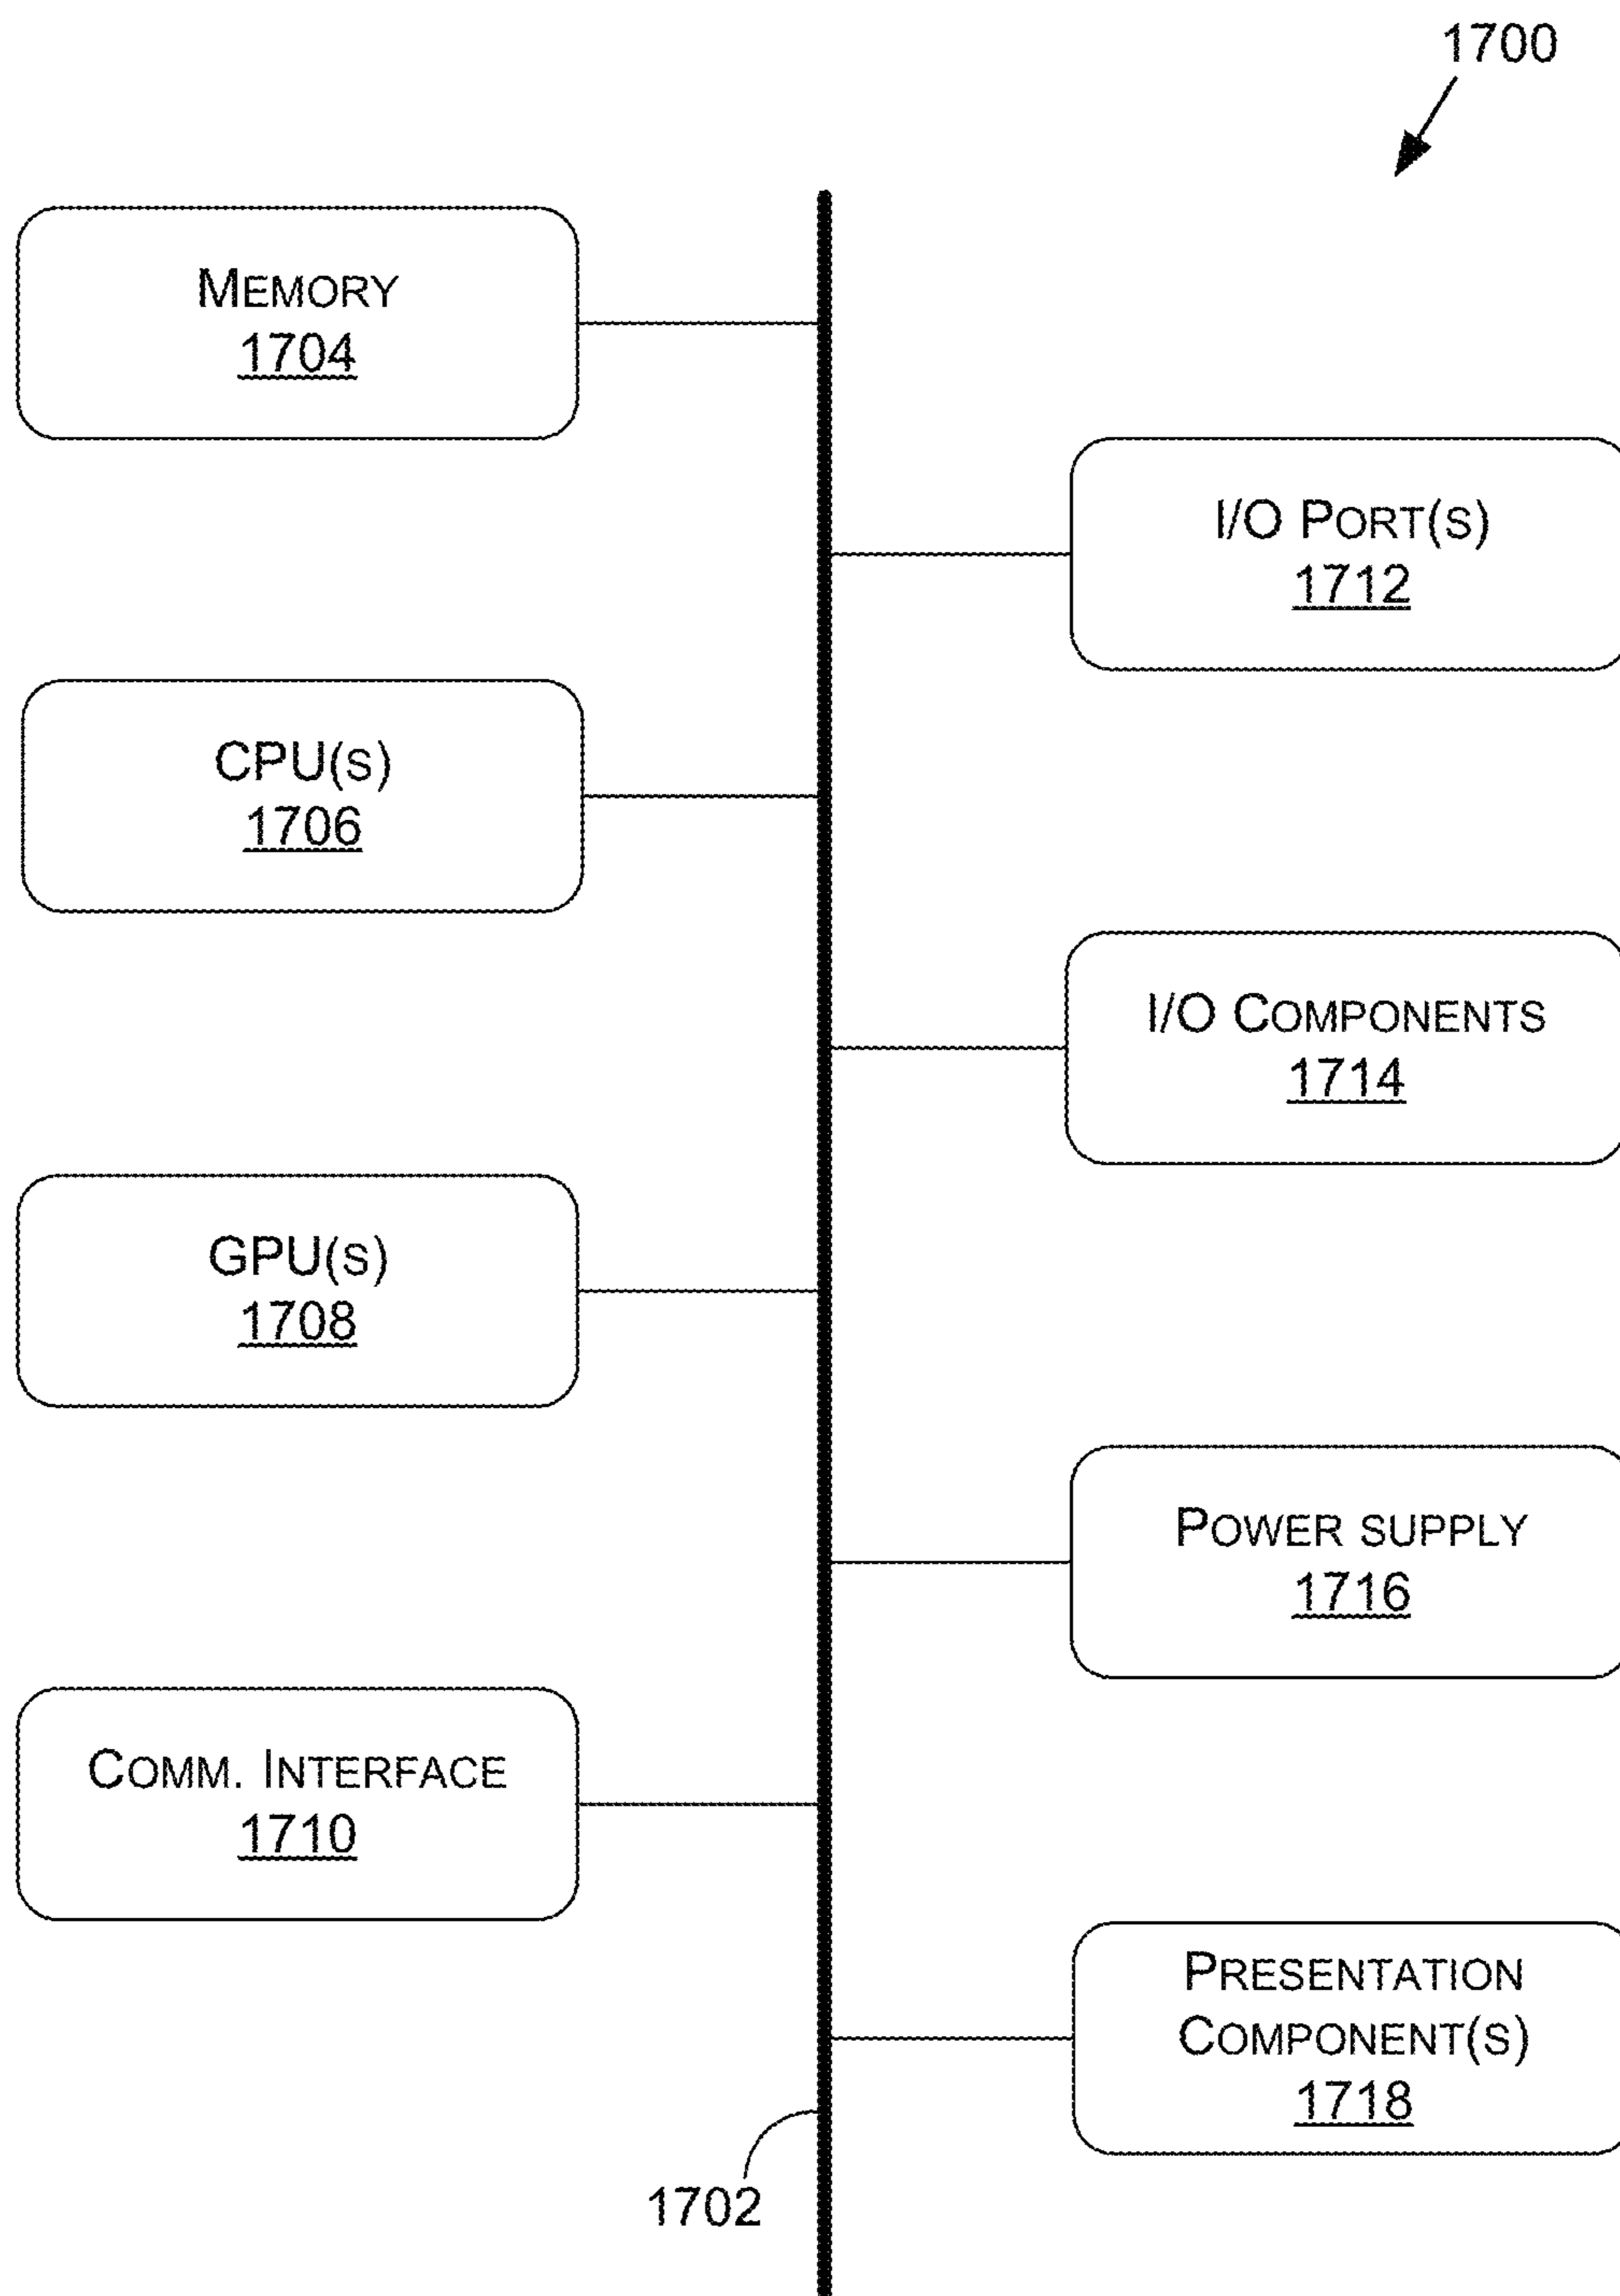 1700
MEMORY
1704
I/O PORT(S)
1712
CPU(S)
1706
I/O COMPONENTS
1714
GPU(S)
1708
POWER SUPPLY
1716
COMM. INTERFACE
1710
PRESENTATION
COMPONENT(S)
1718
1702